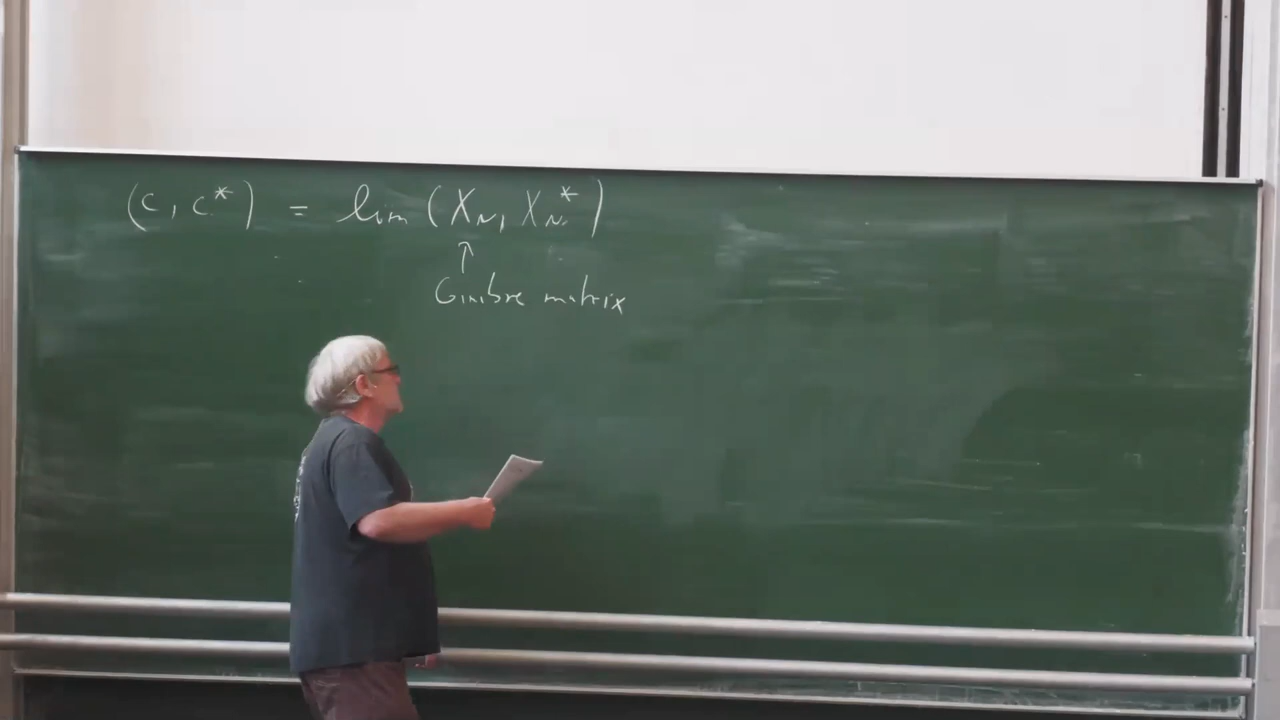 (c, c*) = lim (X_N, X_N*)
↑
Ginibre matrix